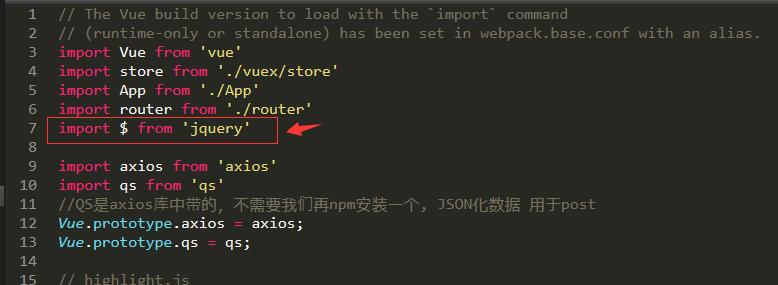 1 // The Vue build version to load with the `import` command
2 // (runtime-only or standalone) has been set in webpack.base.conf with an alias.
3 import Vue from 'vue'
4 import store from './vuex/store'
5 import App from './App'
6 import router from './router'
7 import $ from 'jquery'
8
9 import axios from 'axios'
10 import qs from 'qs'
11 //QS是axios库中带的，不需要我们再npm安装一个，JSON化数据 用于post
12 Vue.prototype.axios = axios;
13 Vue.prototype.qs = qs;
14
15 // highlight.js